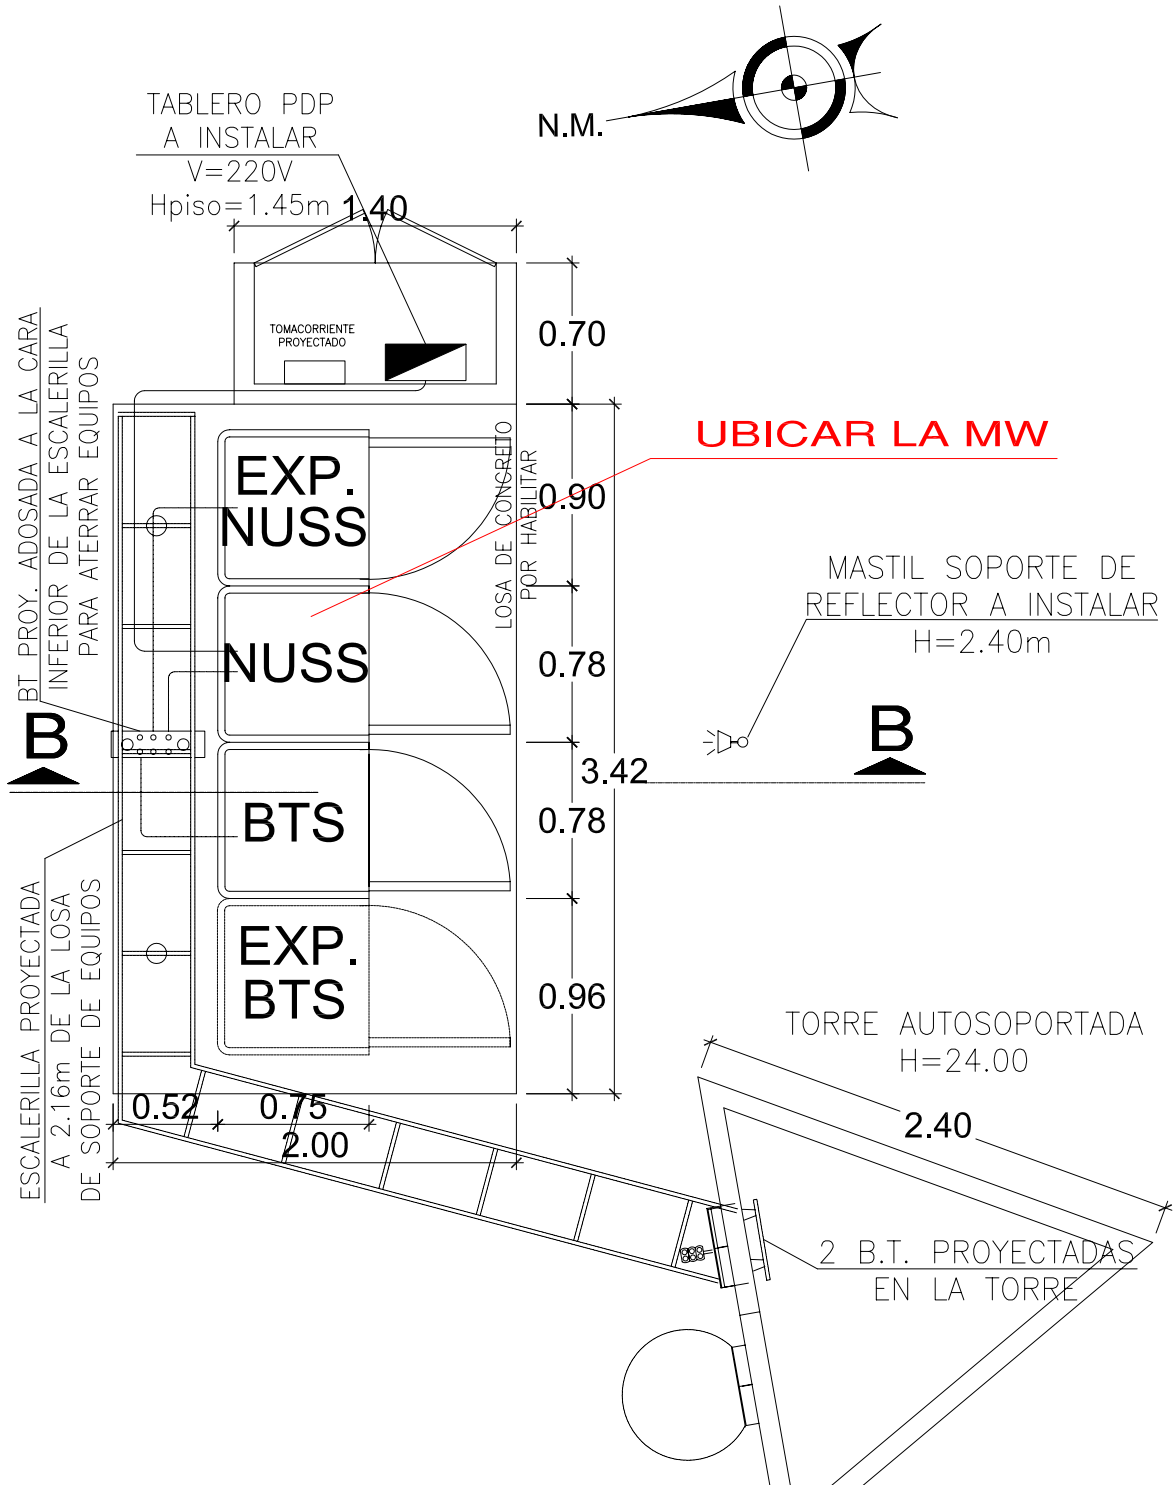 N.M.
TABLERO PDP
A INSTALAR
V=220V
Hpiso=1.45m
1.40
TOMACORRIENTE
PROYECTADO
0.70
BT PROY. ADOSADA A LA CARA
INFERIOR DE LA ESCALERILLA
PARA ATERRAR EQUIPOS
UBICAR LA MW
EXP.
NUSS
LOSA DE CONCRETO
POR HABILITAR
0.90
MASTIL SOPORTE DE
REFLECTOR A INSTALAR
H=2.40m
NUSS
0.78
B
B
3.42
BTS
0.78
ESCALERILLA PROYECTADA
A 2.16m DE LA LOSA
DE SOPORTE DE EQUIPOS
EXP.
BTS
0.96
TORRE AUTOSOPORTADA
H=24.00
0.52
0.75
2.00
2.40
2 B.T. PROYECTADAS
EN LA TORRE